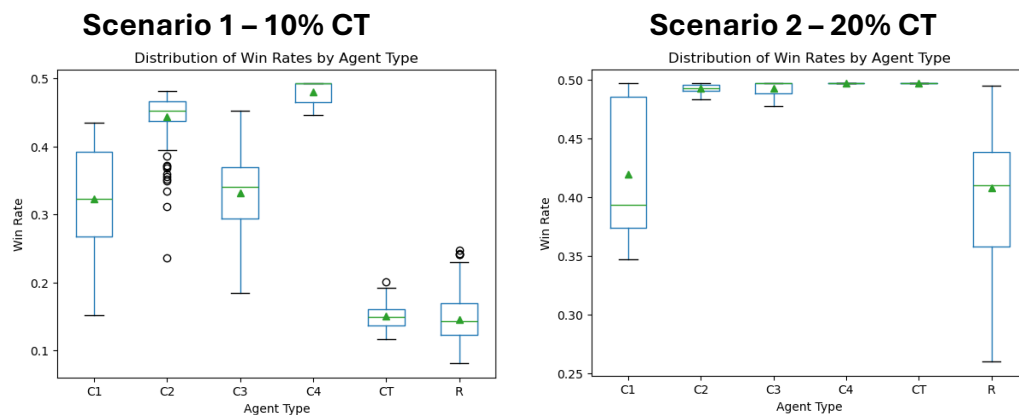 Scenario 1 – 10% CT
Distribution of Win Rates by Agent Type
0.5
0.4
0.3
0.2
0.1
Win Rate
C1 C2 C3 C4 CT R
Agent Type
Scenario 2 – 20% CT
Distribution of Win Rates by Agent Type
0.50
0.45
0.40
0.35
0.30
0.25
Win Rate
C1 C2 C3 C4 CT R
Agent Type